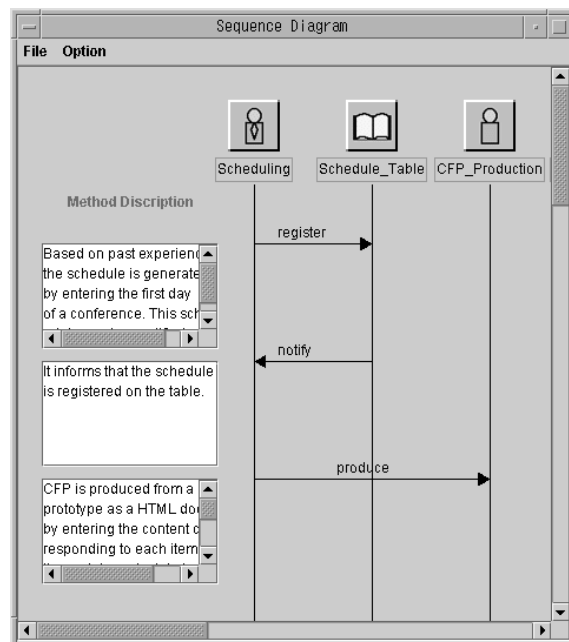 Sequence Diagram
File Option
Scheduling Schedule_Table CFP_Production
Method Discription
register
Based on past experienc
the schedule is generate
by entering the first day
of a conference. This sch
notify
It informs that the schedule
is registered on the table.
produce
CFP is produced from a
prototype as a HTML do
by entering the content c
responding to each item